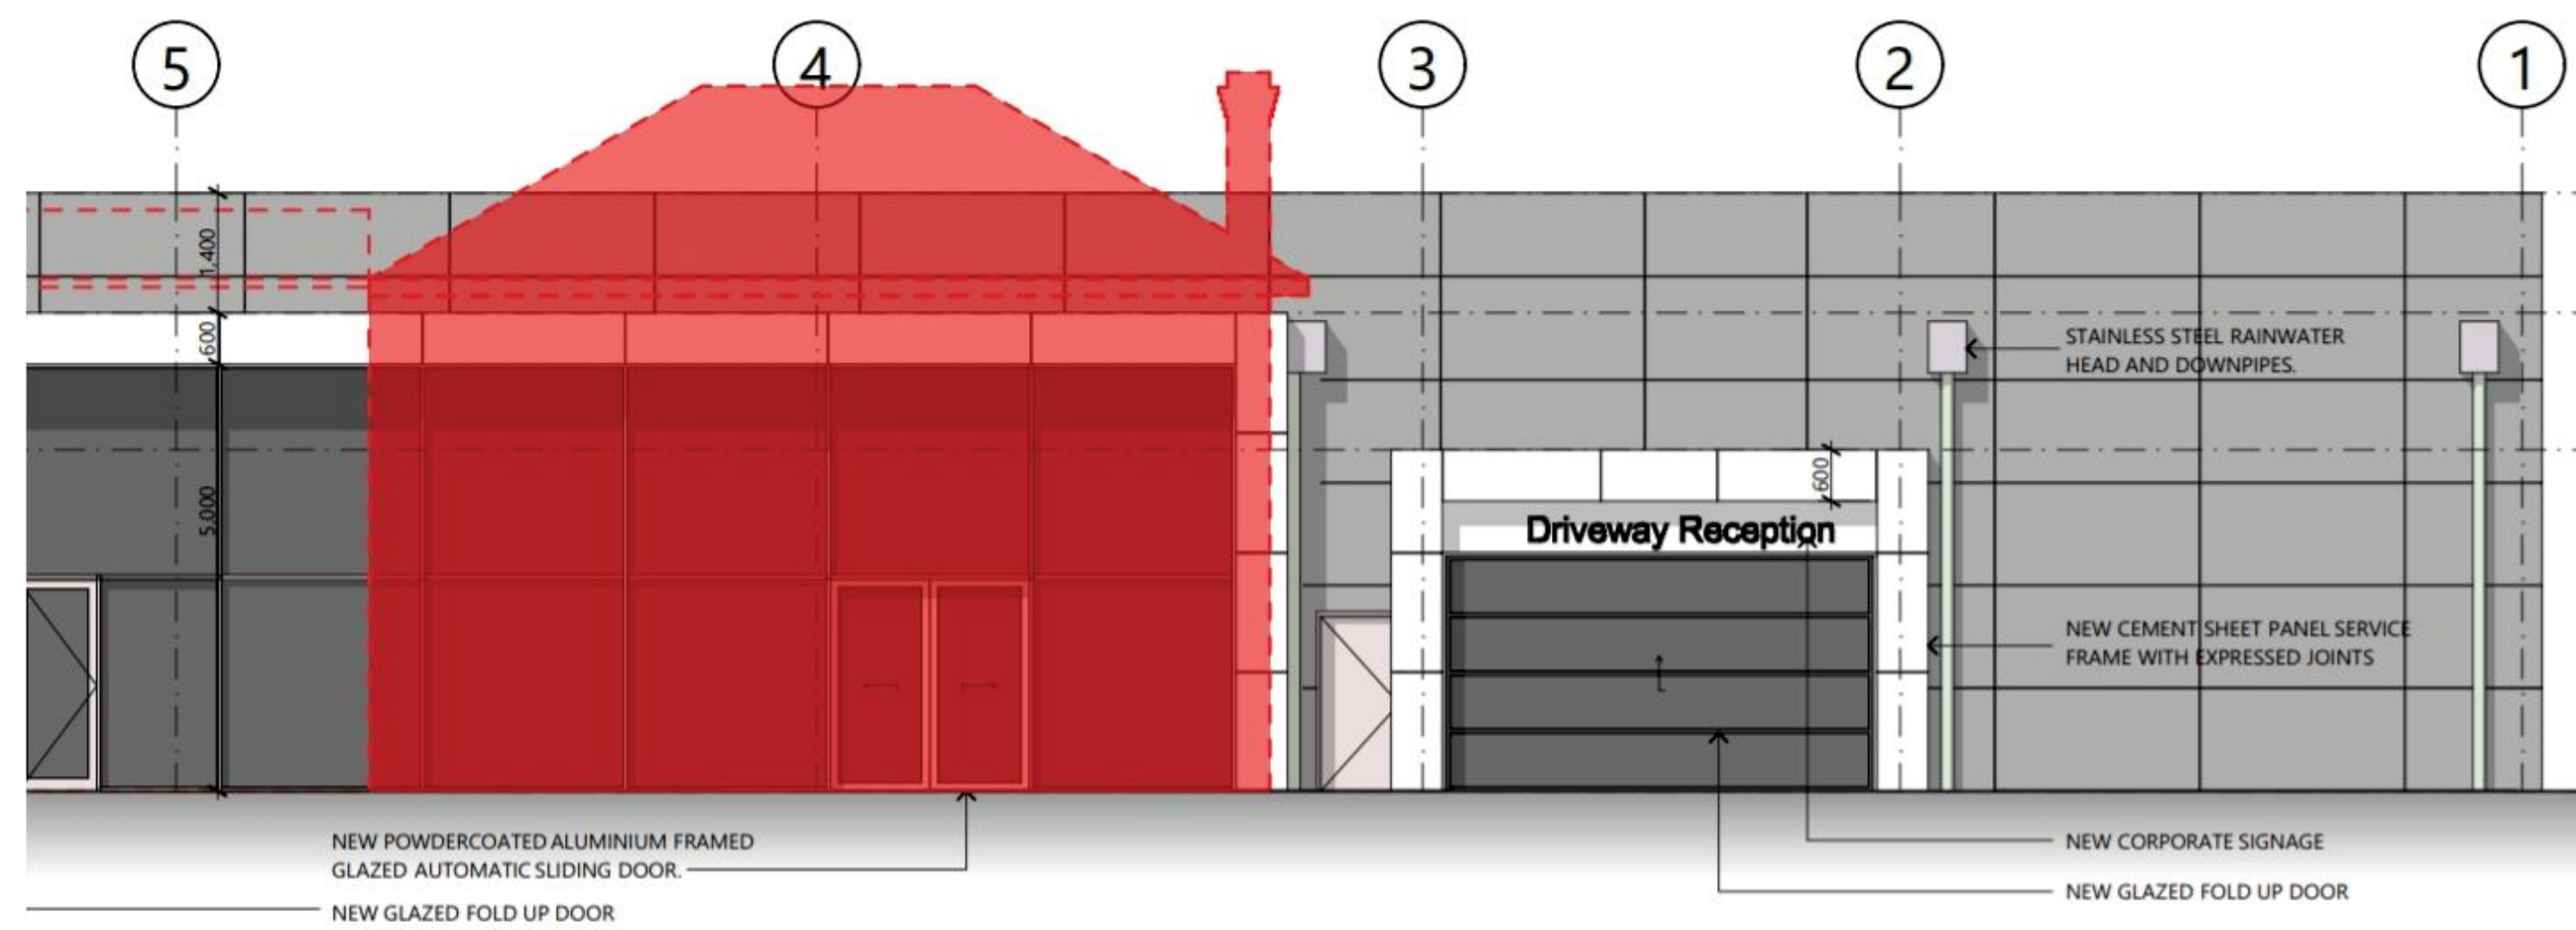 5
4
3
2
1
1,400
600
5,000
STAINLESS STEEL RAINWATER
HEAD AND DOWNPIPES.
600
Driveway Reception
NEW CEMENT SHEET PANEL SERVICE
FRAME WITH EXPRESSED JOINTS
NEW POWDERCOATED ALUMINIUM FRAMED
GLAZED AUTOMATIC SLIDING DOOR.
NEW GLAZED FOLD UP DOOR
NEW CORPORATE SIGNAGE
NEW GLAZED FOLD UP DOOR